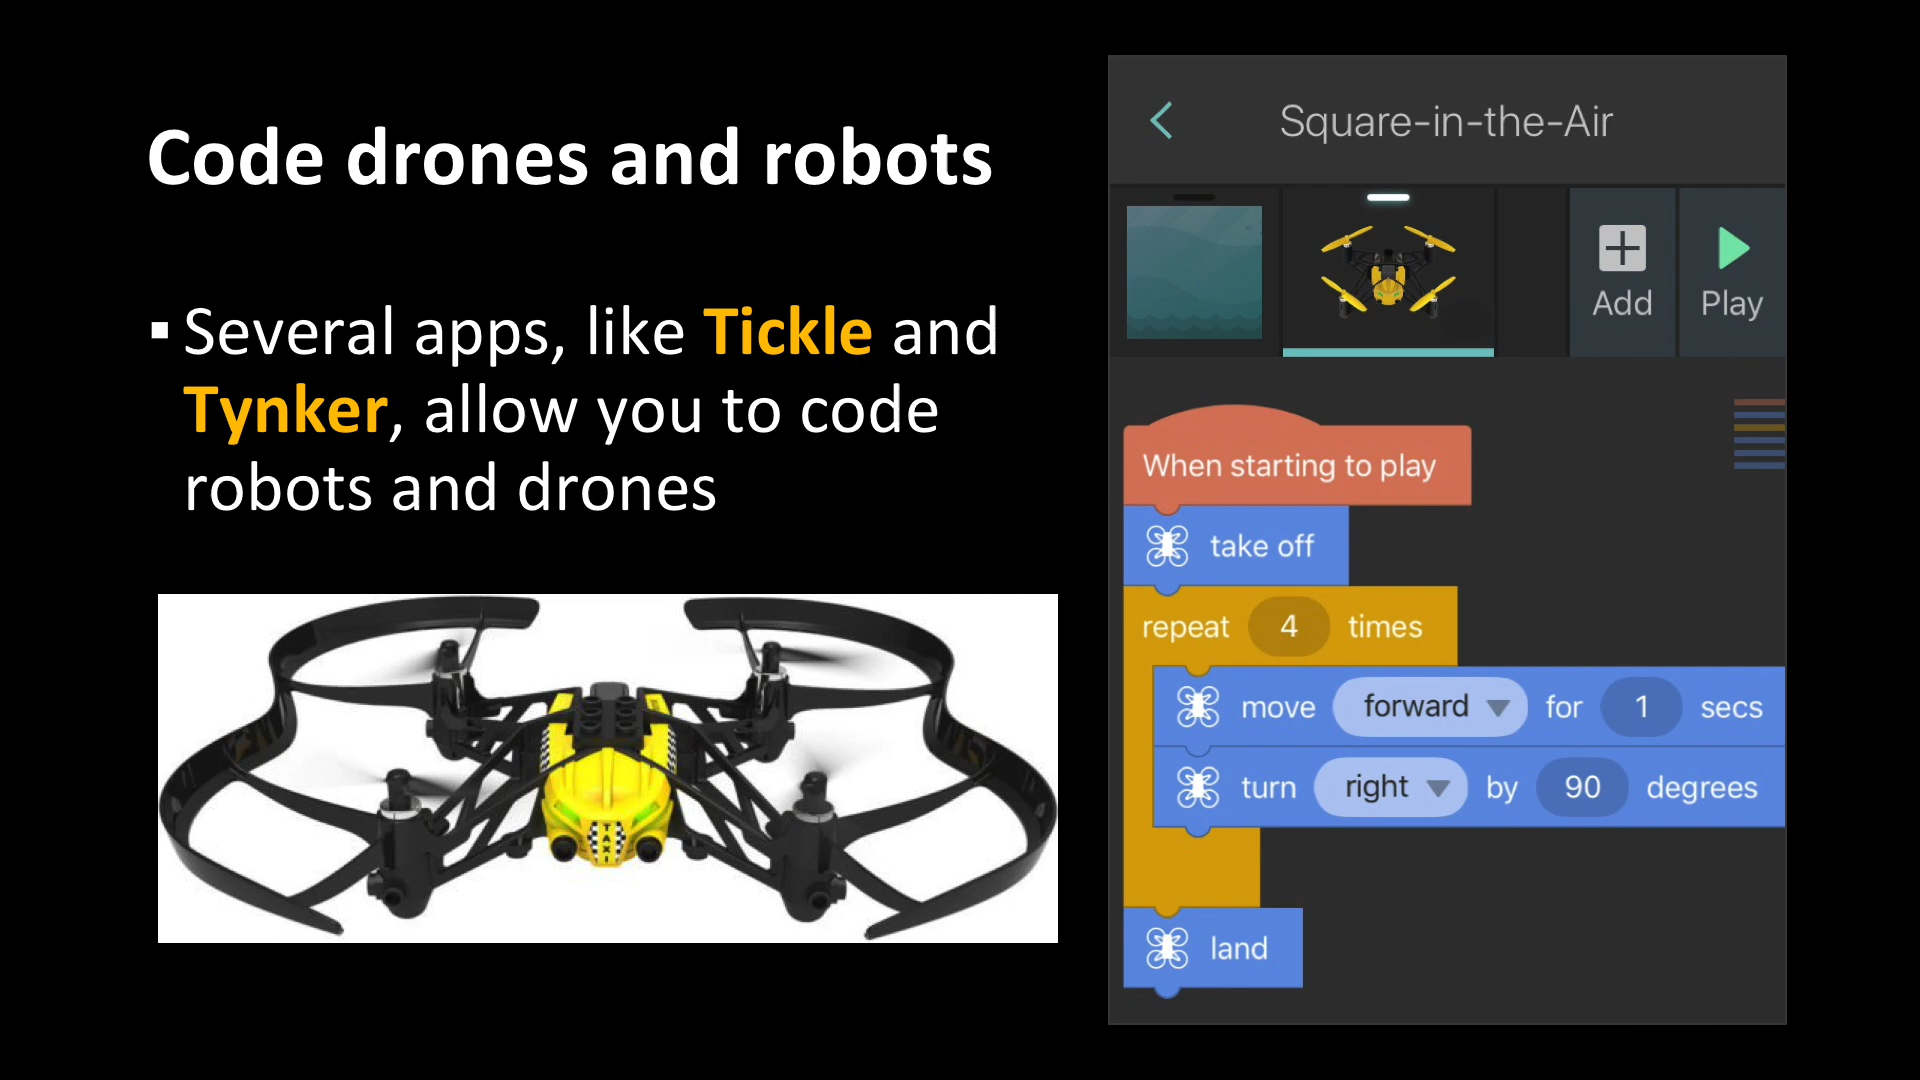 Code drones and robots
▪ Several apps, like Tickle and
Tynker, allow you to code
robots and drones
TAXI
Square-in-the-Air
Add
Play
When starting to play
take off
repeat 4 times
move forward for 1 secs
turn right by 90 degrees
land